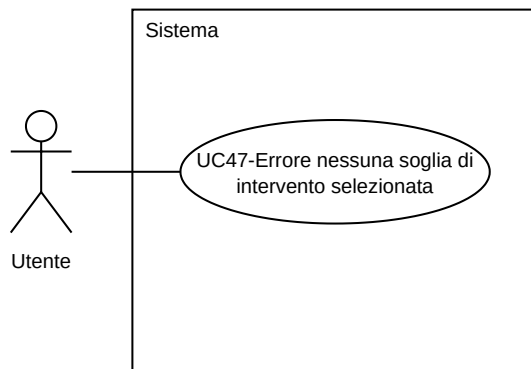 Sistema
UC47-Errore nessuna soglia di
intervento selezionata
Utente